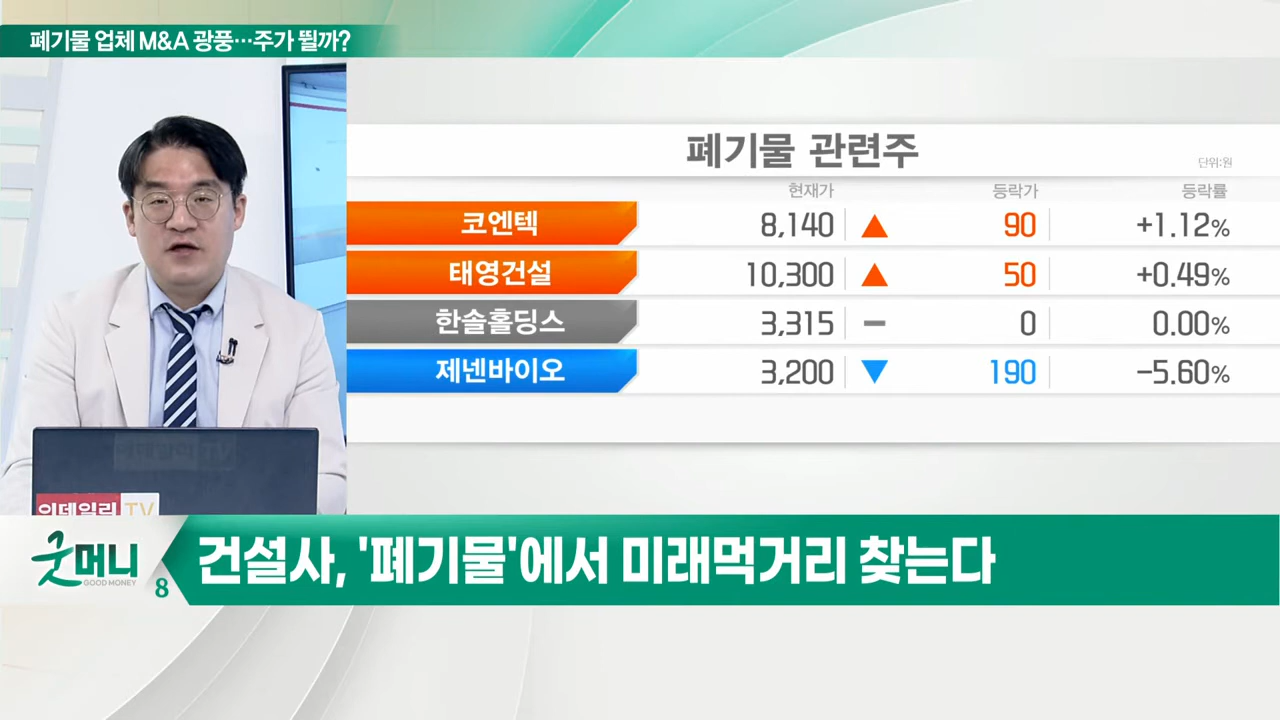 폐기물 업체 M&A 광풍…주가 뛸까?
폐기물 관련주
단위:원
현재가 등락가 등락률
코엔텍 8,140 ▲ 90 +1.12%
태영건설 10,300 ▲ 50 +0.49%
한솔홀딩스 3,315 － 0 0.00%
제넨바이오 3,200 ▼ 190 -5.60%
이데일리 TV
굿머니
GOOD MONEY
8
건설사, '폐기물'에서 미래먹거리 찾는다